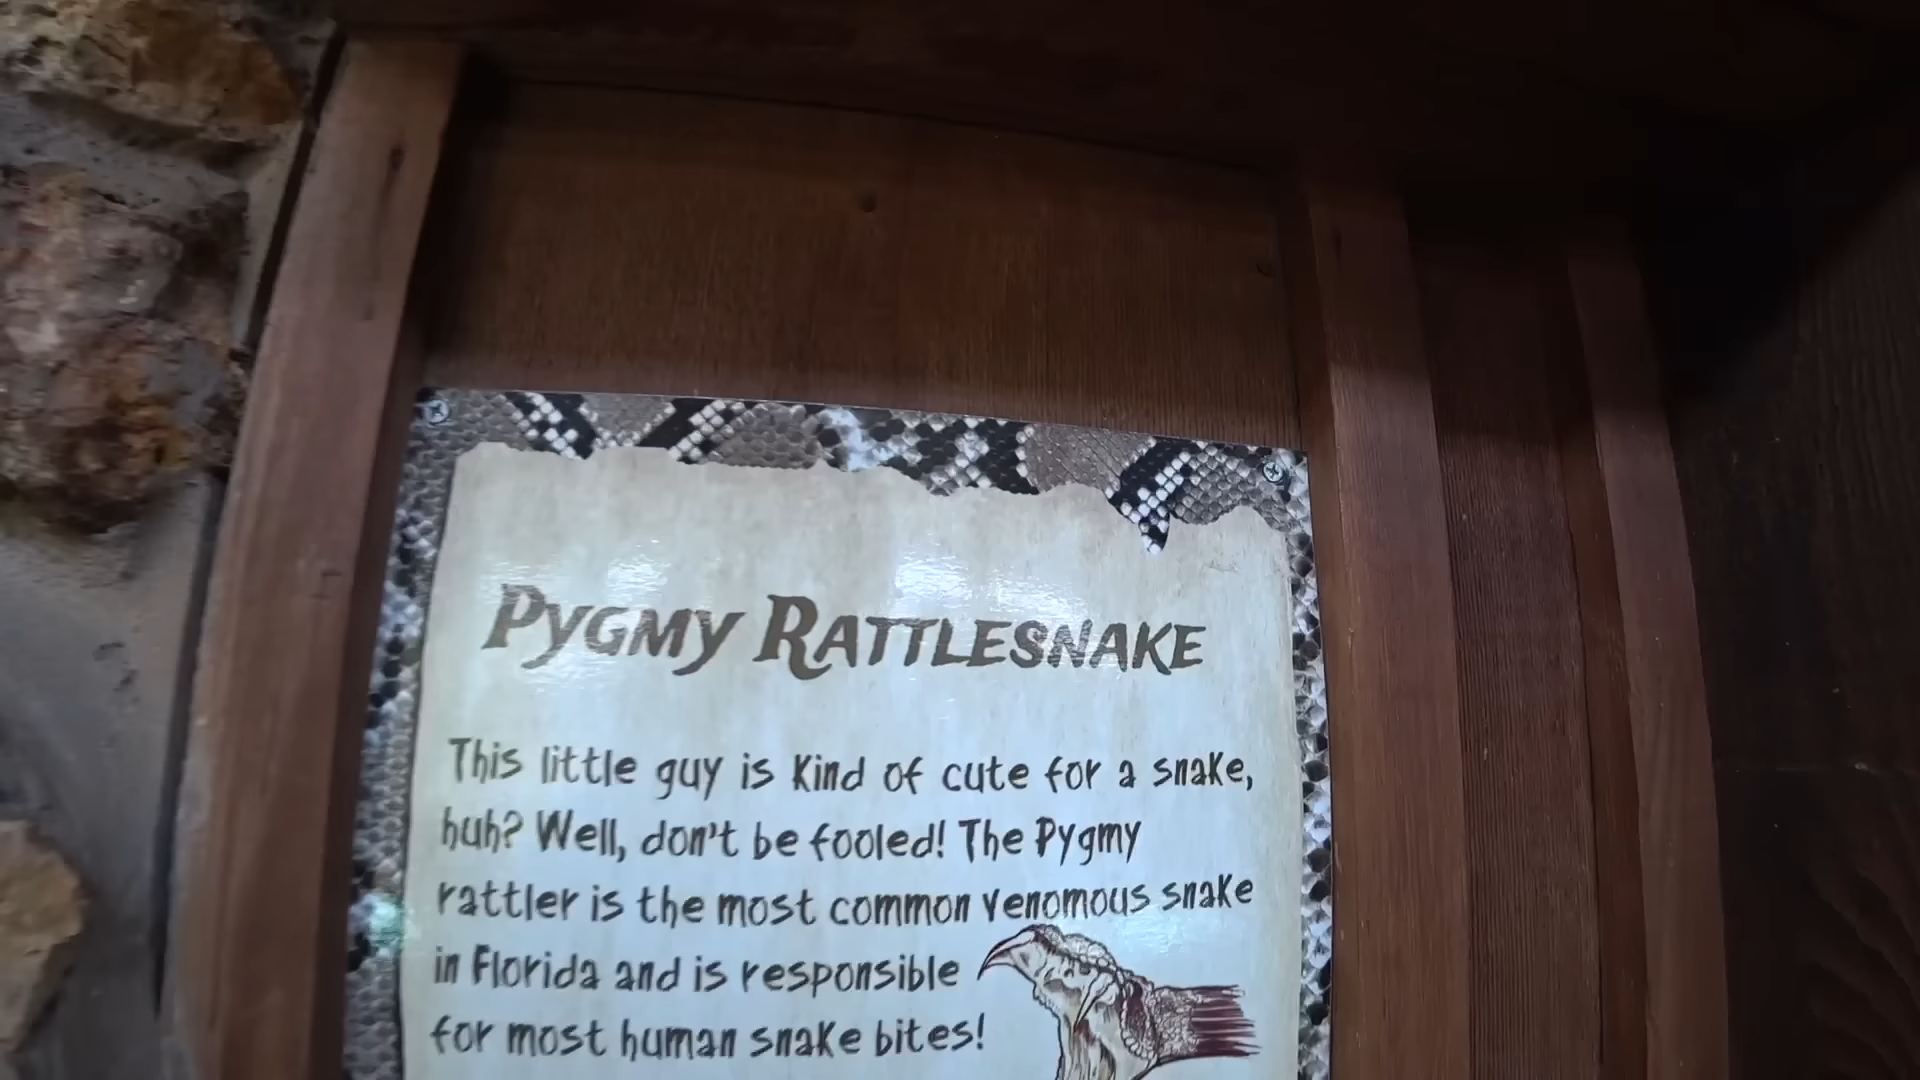 PYGMY RATTLESNAKE
This little guy is kind of cute for a snake,
huh? Well, don't be fooled! The Pygmy
rattler is the most common venomous snake
in Florida and is responsible
for most human snake bites!